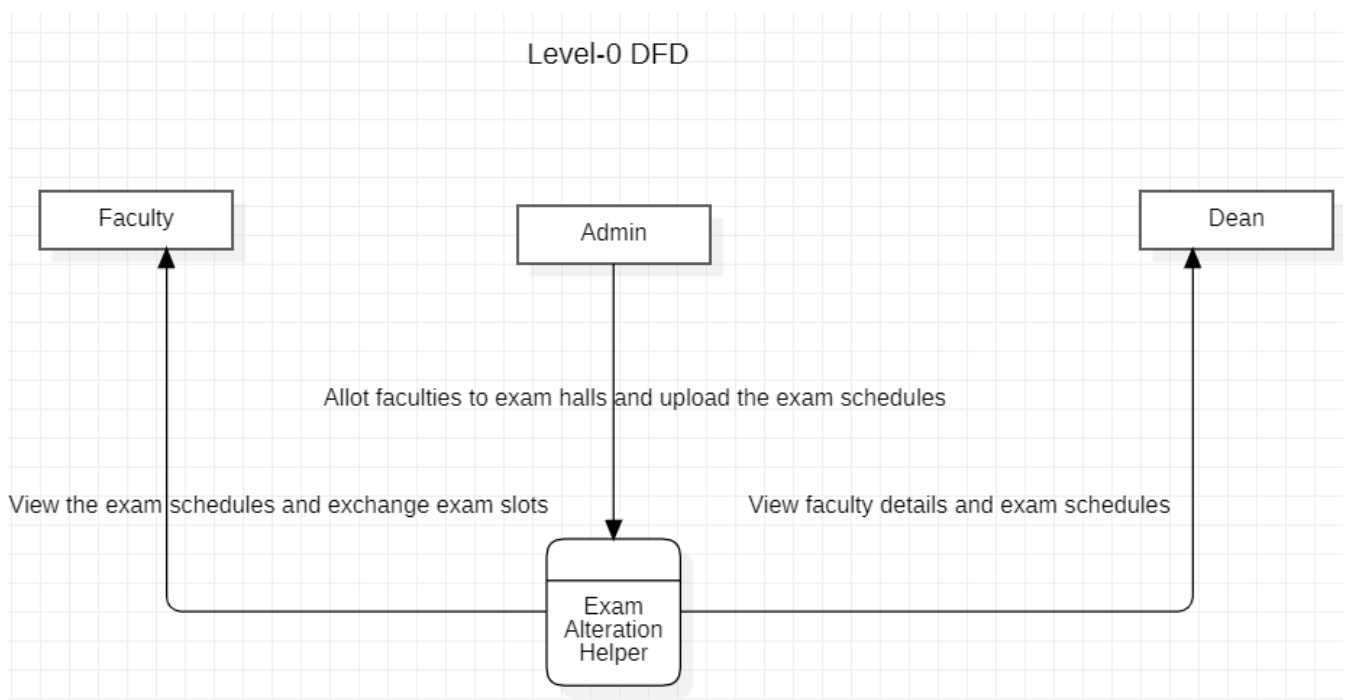 Level-0 DFD
Faculty
Admin
Dean
Allot faculties to exam halls and upload the exam schedules
View the exam schedules and exchange exam slots
View faculty details and exam schedules
Exam
Alteration
Helper